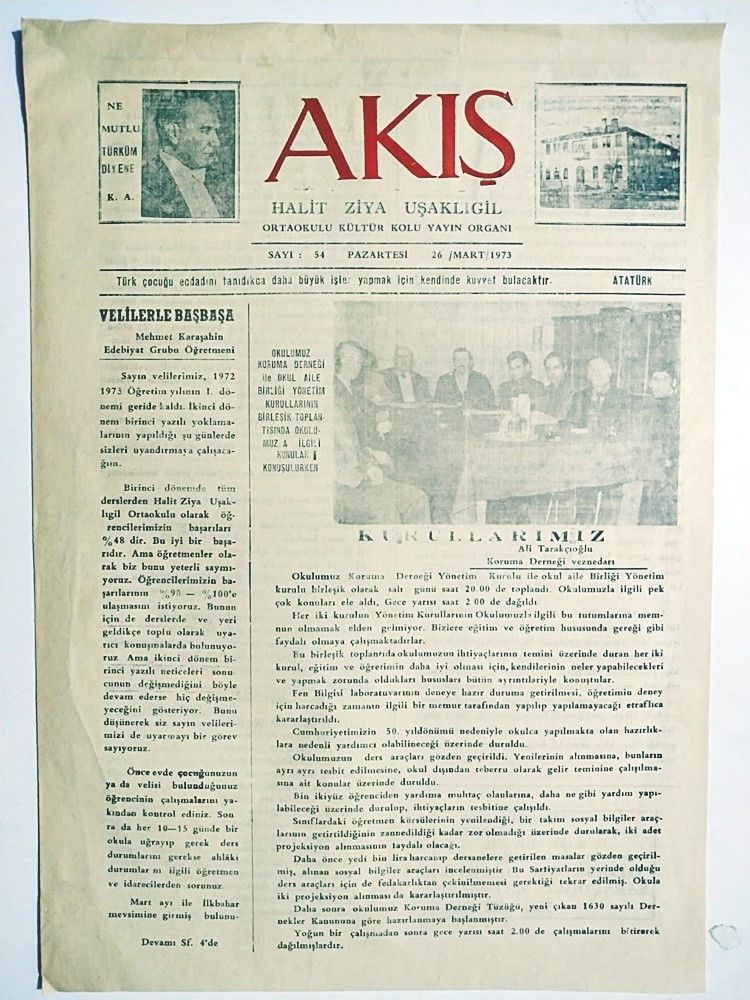 NE
MUTLU
TÜRKÜM
DİYENE
K. A.
AKIŞ
HALİT ZİYA UŞAKLIGİL
ORTAOKULU KÜLTÜR KOLU YAYIN ORGANI
SAYI : 54 PAZARTESİ 26 /MART/1973
Türk çocuğu ecdadını tanıdıkca daha büyük işler yapmak için kendinde kuvvet bulacaktır. ATATÜRK
VELİLERLE BAŞBAŞA
Mehmet Karaşahin
Edebiyat Grubu Öğretmeni
Sayın velilerimiz, 1972
1973 Öğretim yılının I. dö-
nemi geride kaldı. İkinci dö-
nem birinci yazılı yoklama-
larının yapıldığı şu günlerde
sizleri uyandırmaya çalışaca-
ğım.
Birinci dönemde tüm
derslerden Halit Ziya Uşak-
lıgil Ortaokulu olarak öğ-
rencilerimizin başarıları
%48 dir. Bu iyi bir başa-
rıdır. Ama öğretmenler ola-
rak biz bunu yeterli saymı-
yoruz. Öğrencilerimizin ba-
şarılarının %90 — %100'e
ulaşmasını istiyoruz. Bunun
için de derslerde ve yeri
geldikçe toplu olarak uya-
rıcı konuşmalarda bulunuyo-
ruz Ama ikinci dönem bi-
rinci yazılı neticeleri sonu-
cunun değişmediğini böyle
devam ederse hiç değişme-
yeceğini gösteriyor. Bunu
düşünerek siz sayın velileri-
mizi de uyarmayı bir görev
sayıyoruz.
Önce evde çocuğunuzun
ya da velisi bulunduğunuz
öğrencinin çalışmalarını ya-
kından kontrol ediniz. Son
ra da her 10—15 günde bir
okula uğrayıp gerek ders
durumlarını gerekse ahlâki
durumlarını ilgili öğretmen
ve idarecilerden sorunuz
Mart ayı ile İlkbahar
mevsimine girmiş bulunu-
Devamı Sf. 4'de
OKULUMUZ
KORUMA DERNEĞİ
ile OKUL AİLE
BİRLİĞİ YÖNETİM
KURULLARININ
BİRLEŞİK TOPLAN-
TISINDA OKULU-
MUZ A İLGİLİ
KONULAR
KONUŞULURKEN
KURULLARIMIZ
Ali Tarakçıoğlu
Koruma Derneği veznedarı
Okulumuz Koruma Derneği Yönetim Kurulu ile okul aile Birliği Yönetim
kurulu birleşik olarak salı günü saat 20.00 de toplandı. Okulumuzla ilgili pek
çok konuları ele aldı, Gece yarısı saat 2 00 de dağıldı.
Her iki kurulun Yönetim Kurullarının Okulumuzla ilgili bu tutumlarına mem-
nun olmamak elden gelmiyor. Bizlere eğitim ve öğretim hususunda gereği gibi
faydalı olmaya çalışmaktadırlar.
Bu birleşik toplantıda okulumuzun ihtiyaçlarının temini üzerinde duran her iki
kurul, eğitim ve öğretimin daha iyi olması için, kendilerinin neler yapabilecekleri
ve yapmak zorunda oldukları hususları bütün ayrıntılariyle konuştular.
Fen Bilgisi laboratuvarının deneye hazır duruma getirilmesi, öğretimin deney
için harcadığı zamanın ilgili bir memur tarafından yapılıp yapılamayacağı etraflıca
kararlaştırıldı.
Cumhuriyetimizin 50. yıldönümü nedeniyle okulca yapılmakta olan hazırlık-
lara nedenli yardımcı olabilineceği üzerinde duruldu.
Okulumuzun ders araçları gözden geçirildi. Yenilerinin alınmasına, bunların
ayrı ayrı tesbit edilmesine, okul dışından teberru olarak gelir teminine çalışılma-
sına ait konular üzerinde duruldu.
Bin ikiyüz öğrenciden yardıma muhtaç olanlarına, daha ne gibi yardım yapı-
labileceği üzerinde durulup, ihtiyaçların tesbitine çalışıldı.
Sınıflardaki öğretmen kürsülerinin yenilendiği, bir takım sosyal bilgiler araç-
larının getirtildiğinin zannedildiği kadar zor olmadığı üzerinde durularak, iki adet
projeksiyon alınmasının faydalı olacağı.
Daha önce yedi bin lira harcanıp dersanelere getirilen masalar gözden geçiril-
miş, alınan sosyal bilgiler araçları incelenmiştir Bu Sarfiyatların yerinde olduğu
ders araçları için de fedakarlıktan çekinilmemesi gerektiği tekrar edilmiş. Okula
iki projeksiyon alınması da kararlaştırılmıştır.
Daha sonra okulumuz Koruma Derneği Tüzüğü, yeni çıkan 1630 sayılı Der-
nekler Kanununa göre hazırlanmaya başlanmıştır.
Yoğun bir çalışmadan sonra gece yarısı saat 2.00 de çalışmalarını bitirerek
dağılmışlardır.